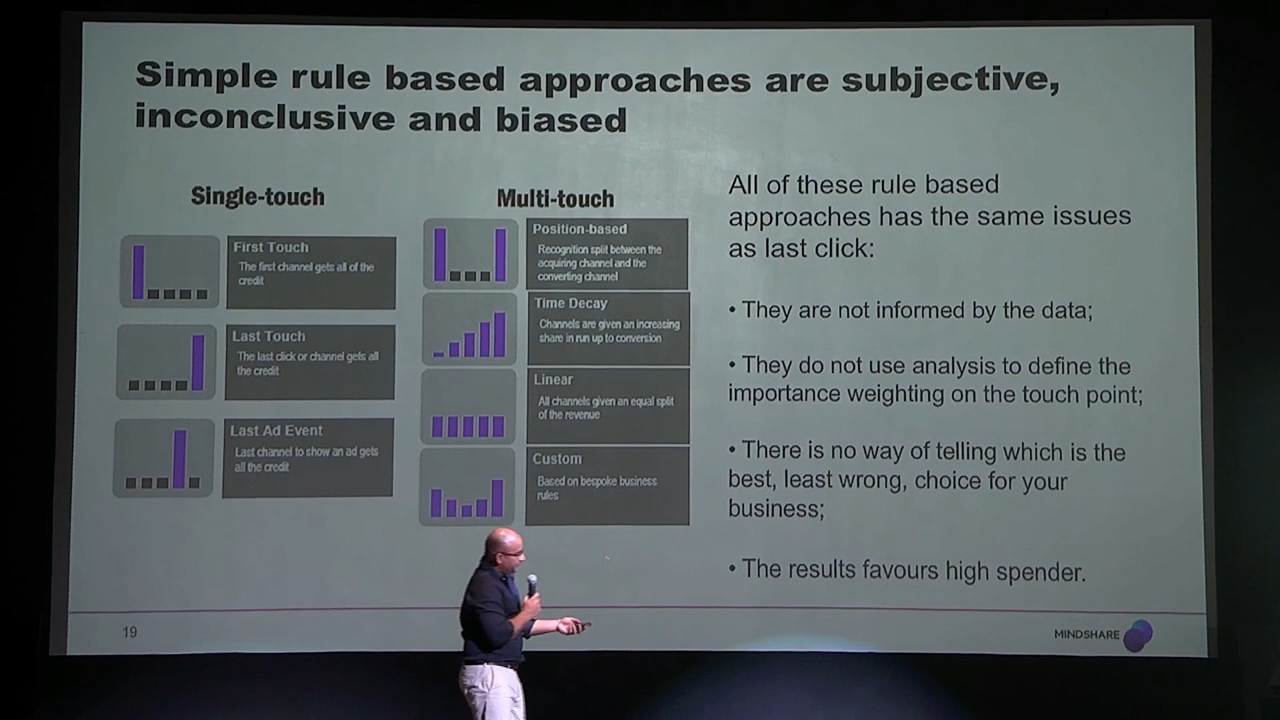 Simple rule based approaches are subjective,
inconclusive and biased
Single-touch
First Touch
The first channel gets all of the
credit
Last Touch
The last click or channel gets all
the credit
Last Ad Event
Last channel to show an ad gets
all the credit
Multi-touch
Position-based
Recognition split between the
acquiring channel and the
converting channel
Time Decay
Channels are given an increasing
share in run up to conversion
Linear
All channels given an equal split
of the revenue
Custom
Based on bespoke business
rules
All of these rule based
approaches has the same issues
as last click:
• They are not informed by the data;
• They do not use analysis to define the
importance weighting on the touch point;
• There is no way of telling which is the
best, least wrong, choice for your
business;
• The results favours high spender.
19
MINDSHARE